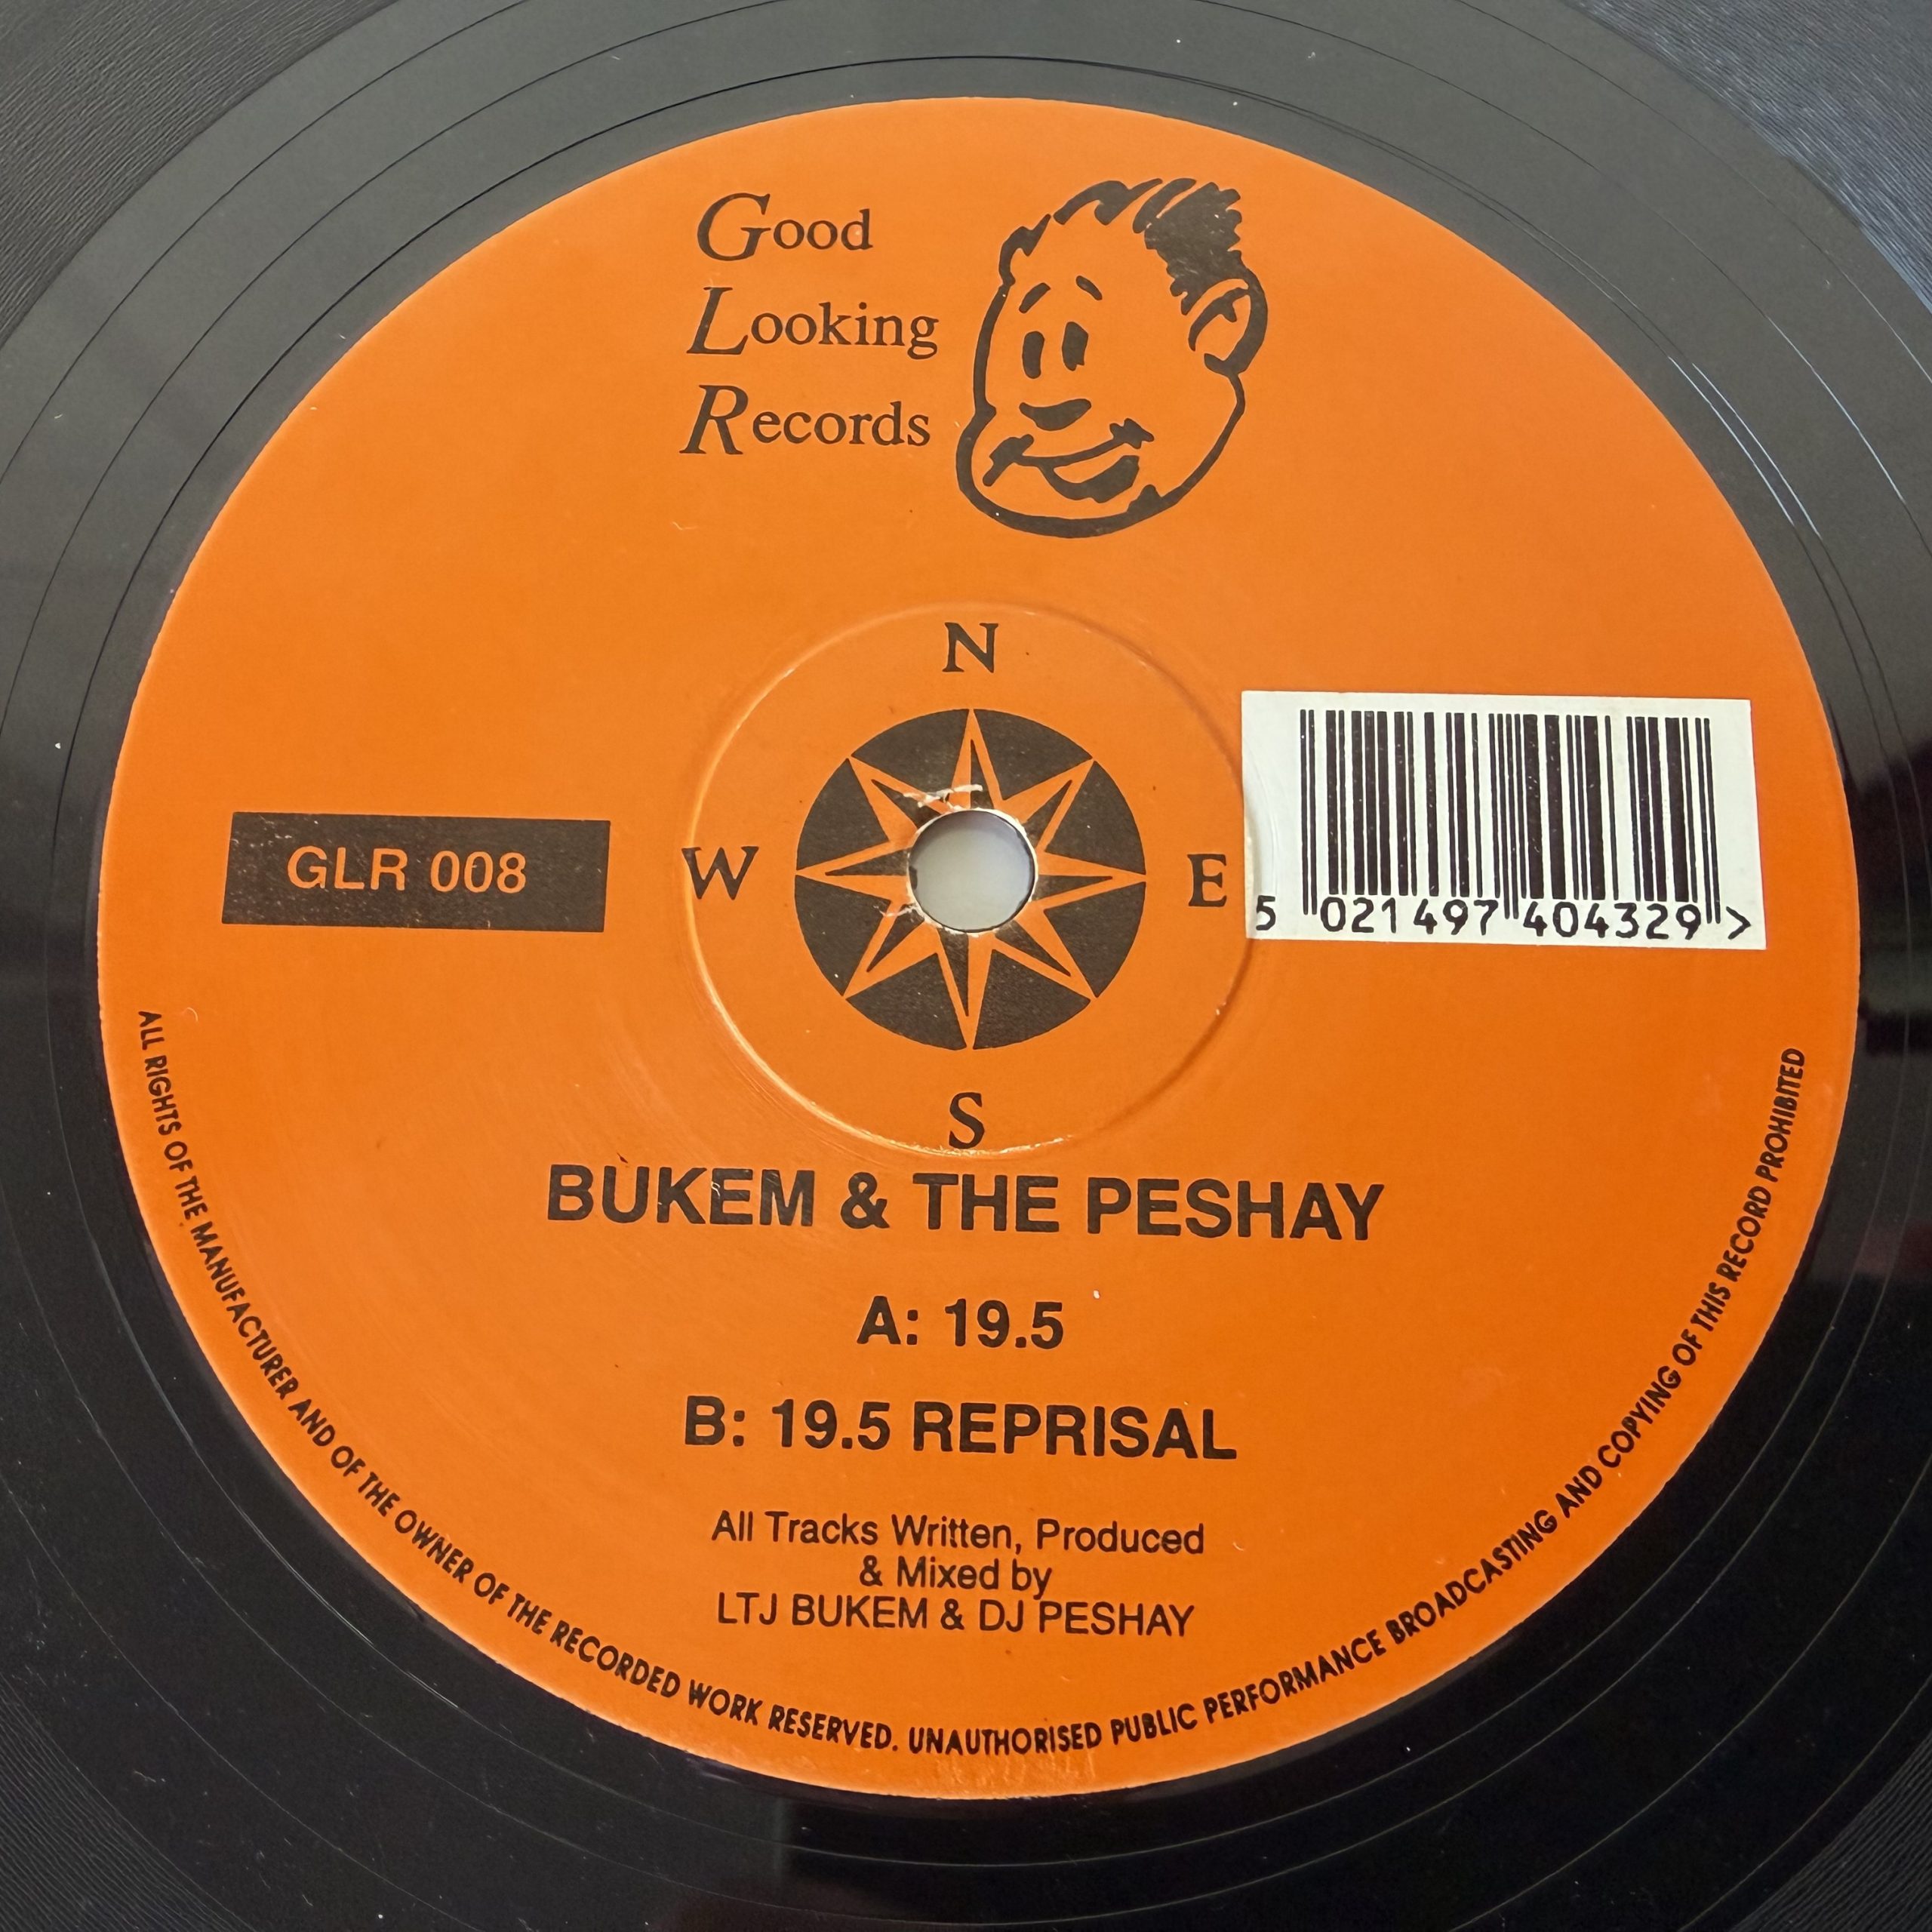 Good
Looking
Records
N
GLR 008
W
E
5 021497 404329 >
S
BUKEM & THE PESHAY
A: 19.5
B: 19.5 REPRISAL
All Tracks Written, Produced
& Mixed by
LTJ BUKEM & DJ PESHAY
ALL RIGHTS OF THE MANUFACTURER AND OF THE OWNER OF THE RECORDED WORK RESERVED. UNAUTHORISED PUBLIC PERFORMANCE BROADCASTING AND COPYING OF THIS RECORD PROHIBITED